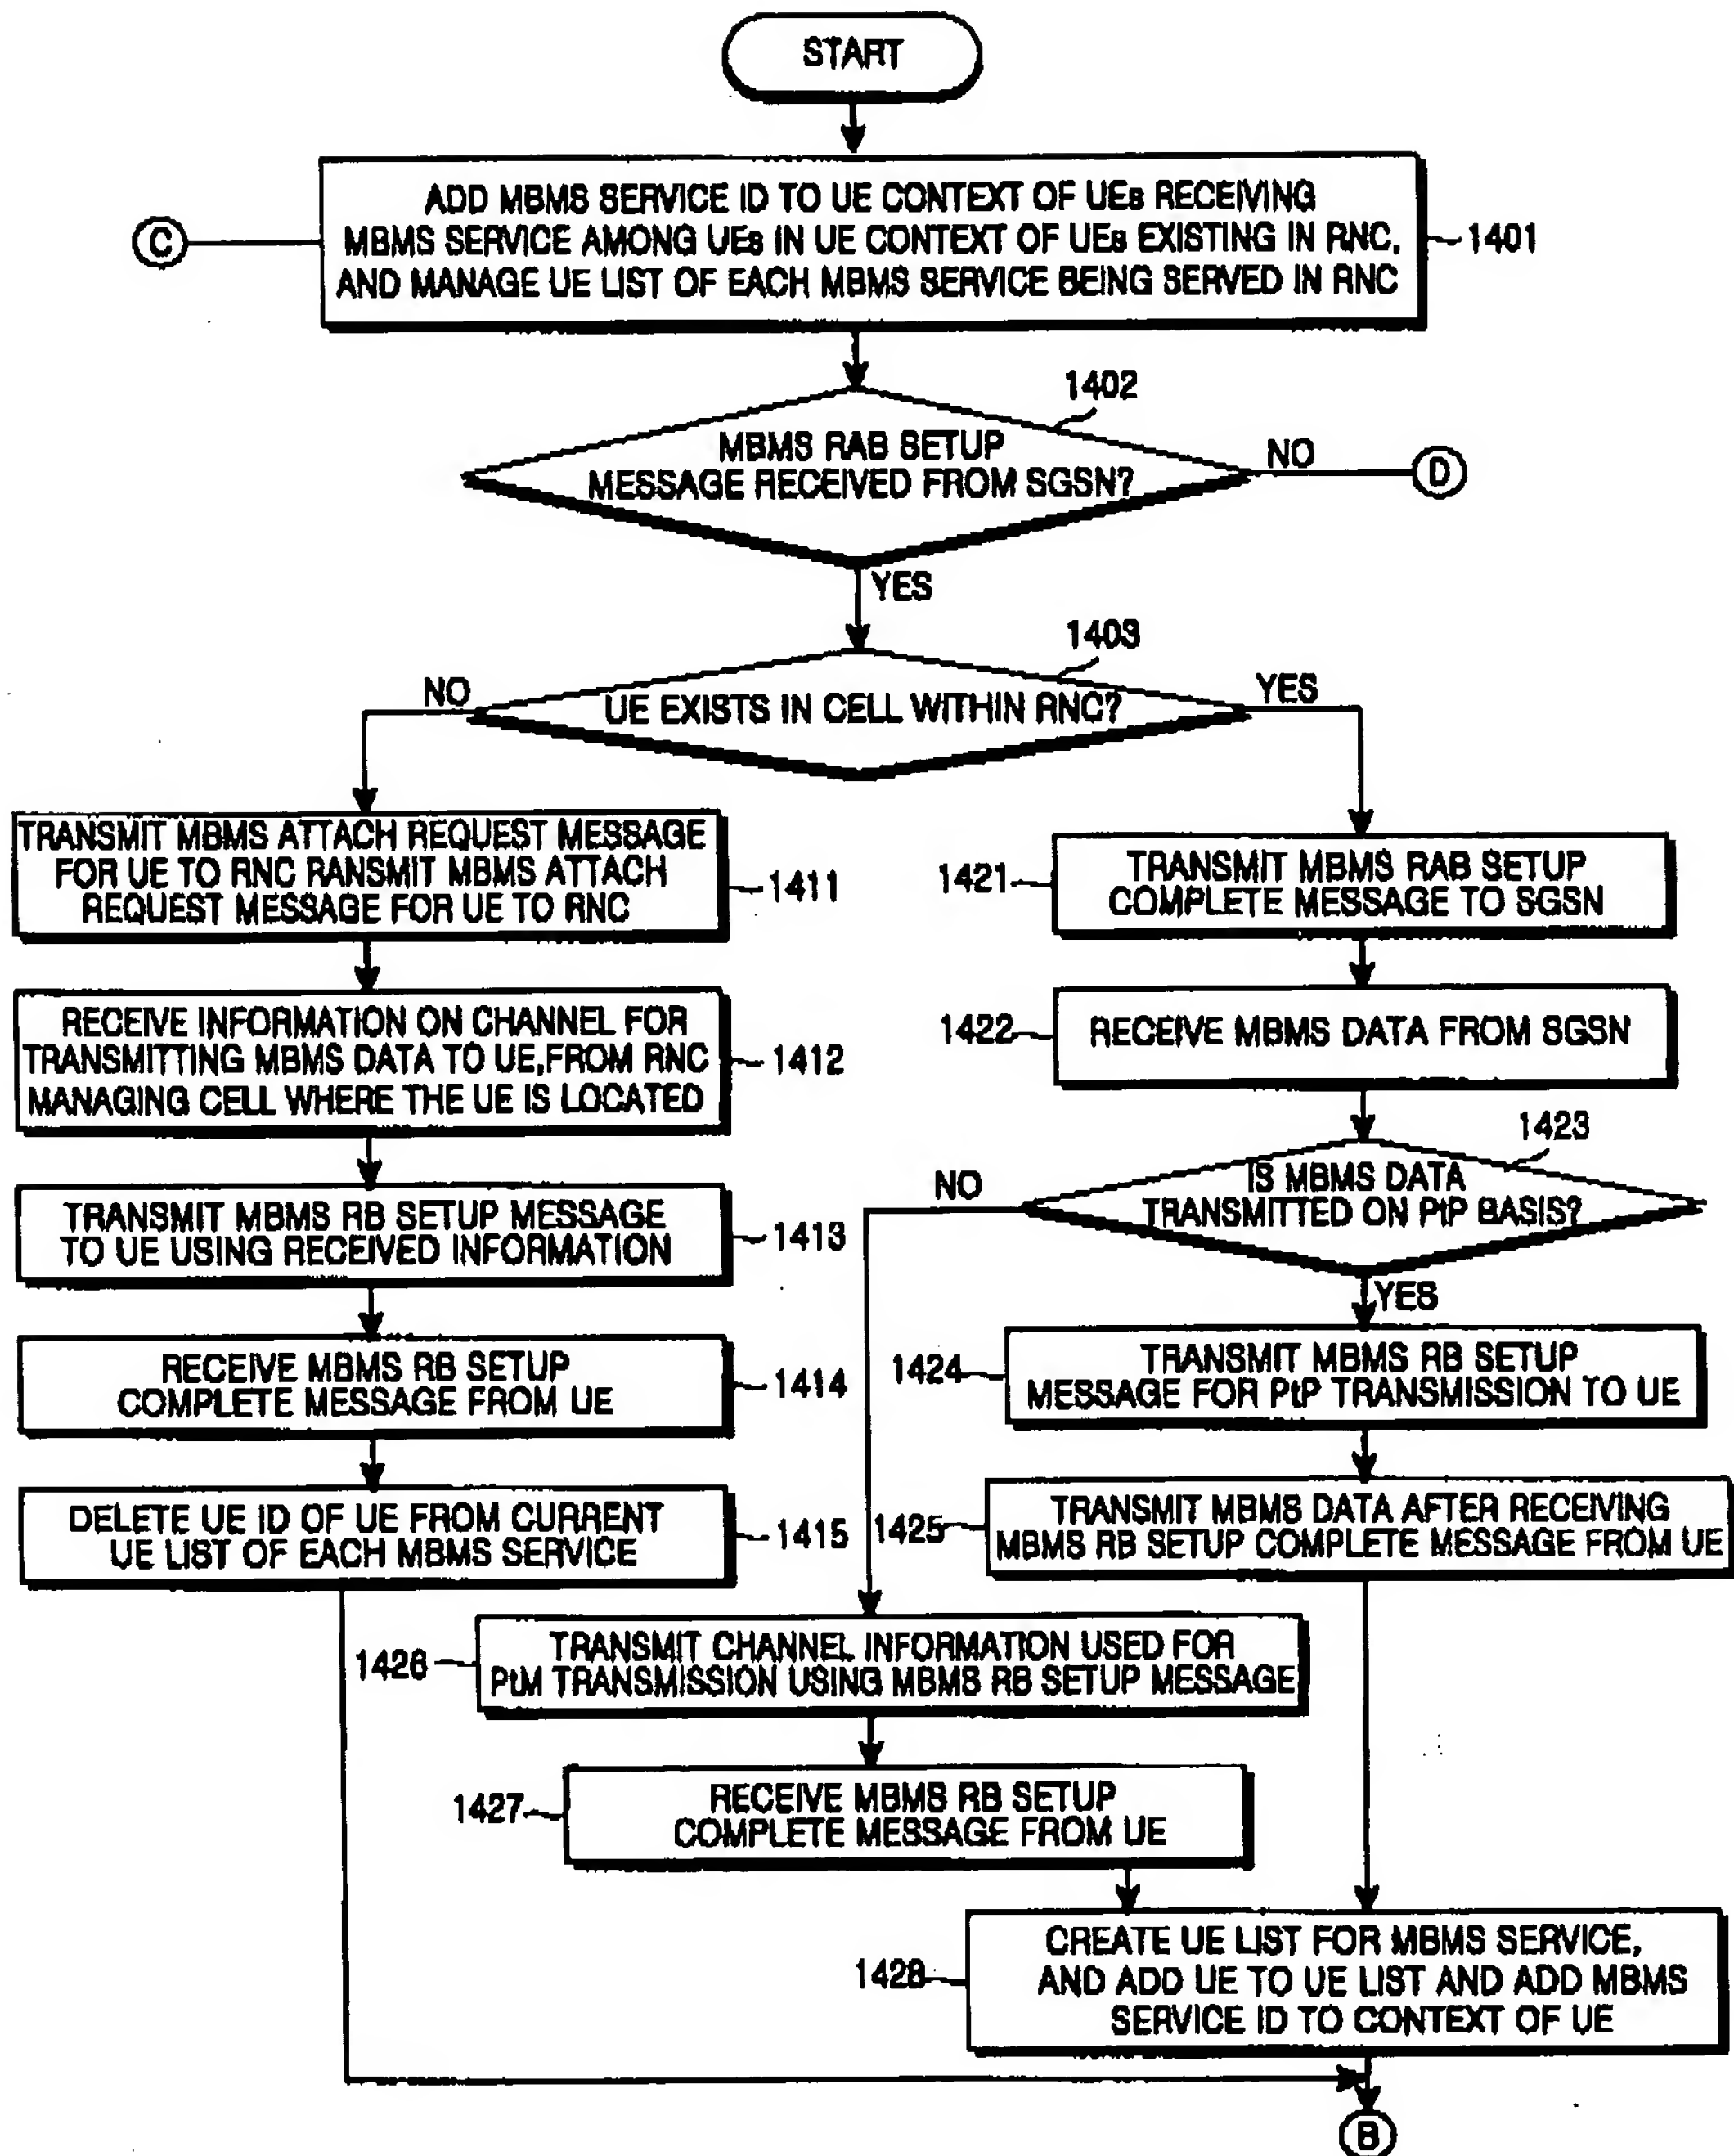 START
ADD MBMS SERVICE ID TO UE CONTEXT OF UEs RECEIVING
MBMS SERVICE AMONG UEs IN UE CONTEXT OF UEs EXISTING IN RNC,
AND MANAGE UE LIST OF EACH MBMS SERVICE BEING SERVED IN RNC
C
1401
1402
MBMS RAB SETUP
MESSAGE RECEIVED FROM SGSN?
NO
D
YES
1403
NO
UE EXISTS IN CELL WITHIN RNC?
YES
TRANSMIT MBMS ATTACH REQUEST MESSAGE
FOR UE TO RNC RANSMIT MBMS ATTACH
REQUEST MESSAGE FOR UE TO RNC
1411
1421
TRANSMIT MBMS RAB SETUP
COMPLETE MESSAGE TO SGSN
RECEIVE INFORMATION ON CHANNEL FOR
TRANSMITTING MBMS DATA TO UE, FROM RNC
MANAGING CELL WHERE THE UE IS LOCATED
1412
1422
RECEIVE MBMS DATA FROM SGSN
1423
NO
IS MBMS DATA
TRANSMITTED ON PtP BASIS?
YES
TRANSMIT MBMS RB SETUP MESSAGE
TO UE USING RECEIVED INFORMATION
1413
1424
TRANSMIT MBMS RB SETUP
MESSAGE FOR PtP TRANSMISSION TO UE
RECEIVE MBMS RB SETUP
COMPLETE MESSAGE FROM UE
1414
DELETE UE ID OF UE FROM CURRENT
UE LIST OF EACH MBMS SERVICE
1415
1425
TRANSMIT MBMS DATA AFTER RECEIVING
MBMS RB SETUP COMPLETE MESSAGE FROM UE
1426
TRANSMIT CHANNEL INFORMATION USED FOR
PtM TRANSMISSION USING MBMS RB SETUP MESSAGE
1427
RECEIVE MBMS RB SETUP
COMPLETE MESSAGE FROM UE
1428
CREATE UE LIST FOR MBMS SERVICE,
AND ADD UE TO UE LIST AND ADD MBMS
SERVICE ID TO CONTEXT OF UE
B